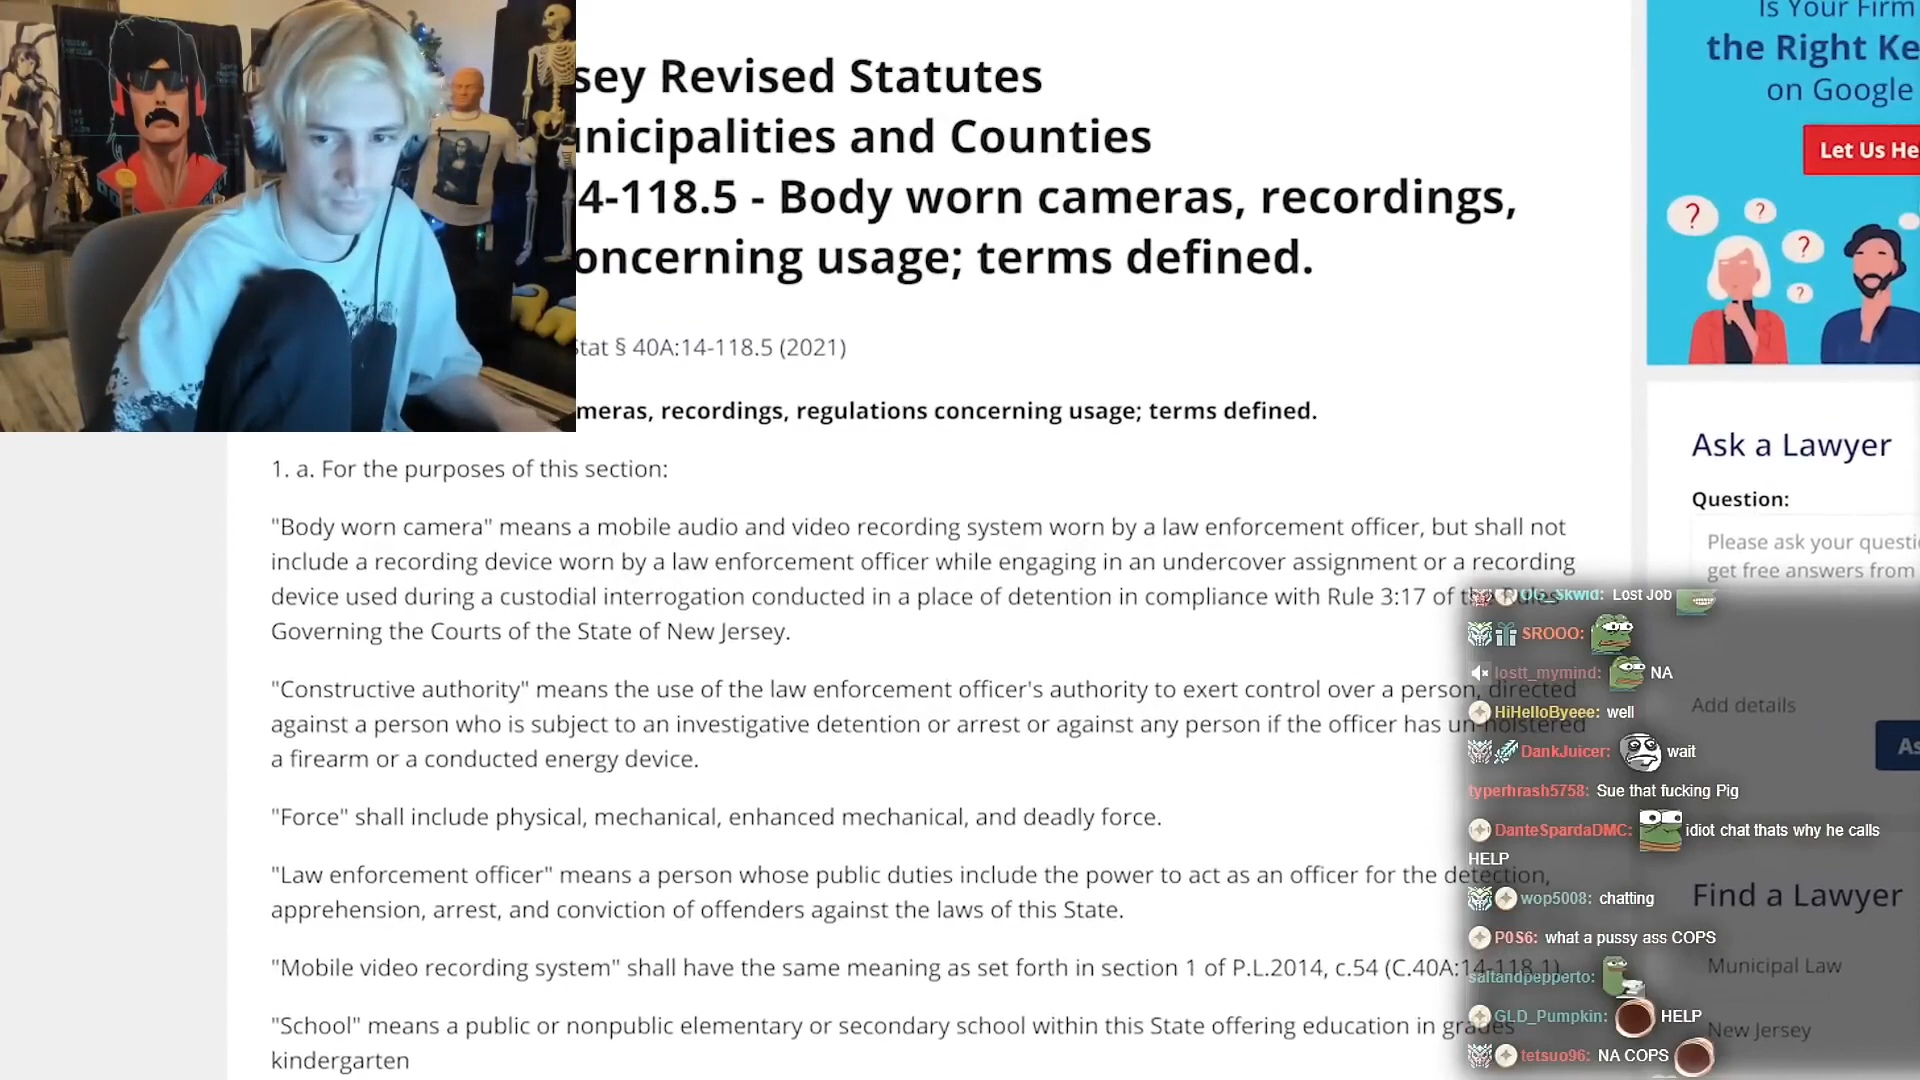 sey Revised Statutes
nicipalities and Counties
4-118.5 - Body worn cameras, recordings,
oncerning usage; terms defined.
Stat § 40A:14-118.5 (2021)
meras, recordings, regulations concerning usage; terms defined.
1. a. For the purposes of this section:
"Body worn camera" means a mobile audio and video recording system worn by a law enforcement officer, but shall not
include a recording device worn by a law enforcement officer while engaging in an undercover assignment or a recording
device used during a custodial interrogation conducted in a place of detention in compliance with Rule 3:17 of the Rules
Governing the Courts of the State of New Jersey.
"Constructive authority" means the use of the law enforcement officer's authority to exert control over a person, directed
against a person who is subject to an investigative detention or arrest or against any person if the officer has un-holstered
a firearm or a conducted energy device.
"Force" shall include physical, mechanical, enhanced mechanical, and deadly force.
"Law enforcement officer" means a person whose public duties include the power to act as an officer for the detection,
apprehension, arrest, and conviction of offenders against the laws of this State.
"Mobile video recording system" shall have the same meaning as set forth in section 1 of P.L.2014, c.54 (C.40A:14-118.1)
"School" means a public or nonpublic elementary or secondary school within this State offering education in grades
kindergarten
Is Your Firm
the Right Ke
on Google
Let Us He
? ? ? ?
Ask a Lawyer
Question:
Please ask your questi
get free answers from
Add details
As
Find a Lawyer
Municipal Law
New Jersey
OG_Skwid: Lost Job
SROOO:
lostt_mymind: NA
HiHelloByeee: well
DankJuicer: wait
typerhrash5758: Sue that fucking Pig
DanteSpardaDMC: idiot chat thats why he calls
HELP
wop5008: chatting
P0S6: what a pussy ass COPS
saltandpepperto:
GLD_Pumpkin: HELP
tetsuo96: NA COPS